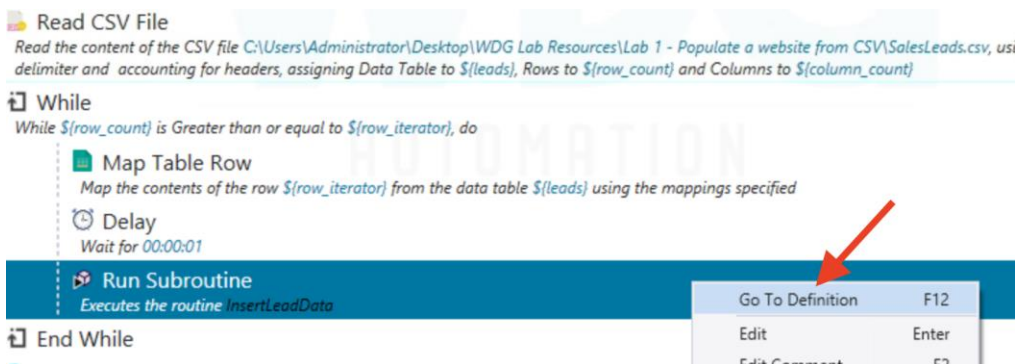 Read CSV File
Read the content of the CSV file C:\Users\Administrator\Desktop\WDG Lab Resources\Lab 1 - Populate a website from CSV\SalesLeads.csv, usi
delimiter and accounting for headers, assigning Data Table to ${leads}, Rows to ${row_count} and Columns to ${column_count}
While
While ${row_count} is Greater than or equal to ${row_iterator}, do
AUTOMATION
Map Table Row
Map the contents of the row ${row_iterator} from the data table ${leads} using the mappings specified
Delay
Wait for 00:00:01
Run Subroutine
Executes the routine InsertLeadData
Go To Definition F12
Edit Enter
End While
Edit Comment F2